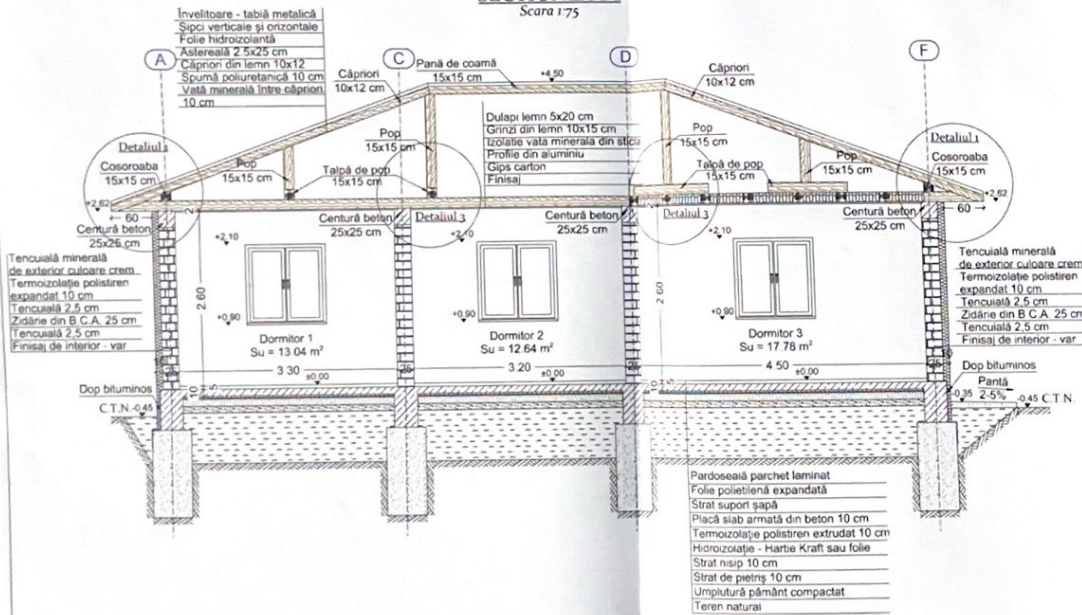 Scara 1:75
Învelitoare - tablă metalică
Șipci verticale și orizontale
Folie hidroizolantă
Astereală 2.5x25 cm
Căpriori din lemn 10x12
Spumă poliuretanică 10 cm
Vată minerală între căpriori
10 cm
A
C
D
F
Căpriori
10x12 cm
Pană de coamă
15x15 cm
+4,50
Căpriori
10x12 cm
Dulapi lemn 5x20 cm
Grinzi din lemn 10x15 cm
Izolatie vata minerala din sticla
Profile din aluminiu
Gips carton
Finisaj
Detaliul 1
Cosoroaba
15x15 cm
Pop
15x15 cm
Pop
15x15 cm
Talpă de pop
15x15 cm
Pop
15x15 cm
Talpă de pop
15x15 cm
Pop
15x15 cm
Detaliul 1
Cosoroaba
15x15 cm
+2,62
60
+2,62
60
Centură beton
25x26 cm
Centură beton
25x25 cm
Detaliul 3
Centură beton
25x25 cm
Detaliul 3
Centură beton
25x25 cm
+2,10
+2,10
+2,10
2.60
2.60
+0,90
+0,90
+0,90
Tencuială minerală
de exterior culoare crem
Termoizolație polistiren
expandat 10 cm
Tencuială 2,5 cm
Zidărie din B.C.A. 25 cm
Tencuială 2,5 cm
Finisaj de interior - var
Tencuială minerală
de exterior culoare crem
Termoizolație polistiren
expandat 10 cm
Tencuială 2,5 cm
Zidărie din B.C.A. 25 cm
Tencuială 2,5 cm
Finisaj de interior - var
Dormitor 1
Su = 13.04 m²
Dormitor 2
Su = 12.64 m²
Dormitor 3
Su = 17.78 m²
25
3.30
25
3.20
25
4.50
25
±0,00
±0,00
±0,00
Dop bituminos
10
5
10
5
Dop bituminos
Pantă
2-5%
C.T.N. -0,45
-0,35
-0,45 C.T.N.
Pardoseală parchet laminat
Folie polietilenă expandată
Strat suport șapă
Placă slab armată din beton 10 cm
Termoizolație polistiren extrudat 10 cm
Hidroizolație - Hartie Kraft sau folie
Strat nisip 10 cm
Strat de pietriș 10 cm
Umplutură pământ compactat
Teren natural